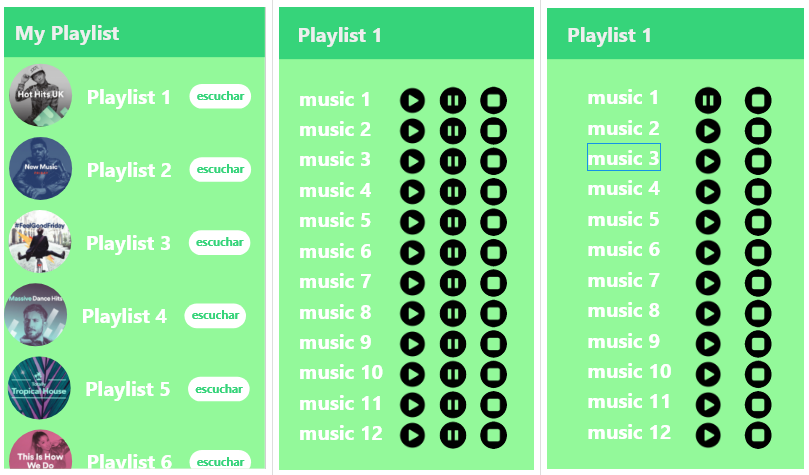 My Playlist
Hot Hits UK
Playlist 1
escuchar
New Music
Playlist 2
escuchar
#FeelGoodFriday
Playlist 3
escuchar
Massive Dance Hits
Playlist 4
escuchar
Tropical House
Playlist 5
escuchar
This Is How
We Do
Playlist 6
escuchar
Playlist 1
music 1
music 2
music 3
music 4
music 5
music 6
music 7
music 8
music 9
music 10
music 11
music 12
Playlist 1
music 1
music 2
music 3
music 4
music 5
music 6
music 7
music 8
music 9
music 10
music 11
music 12